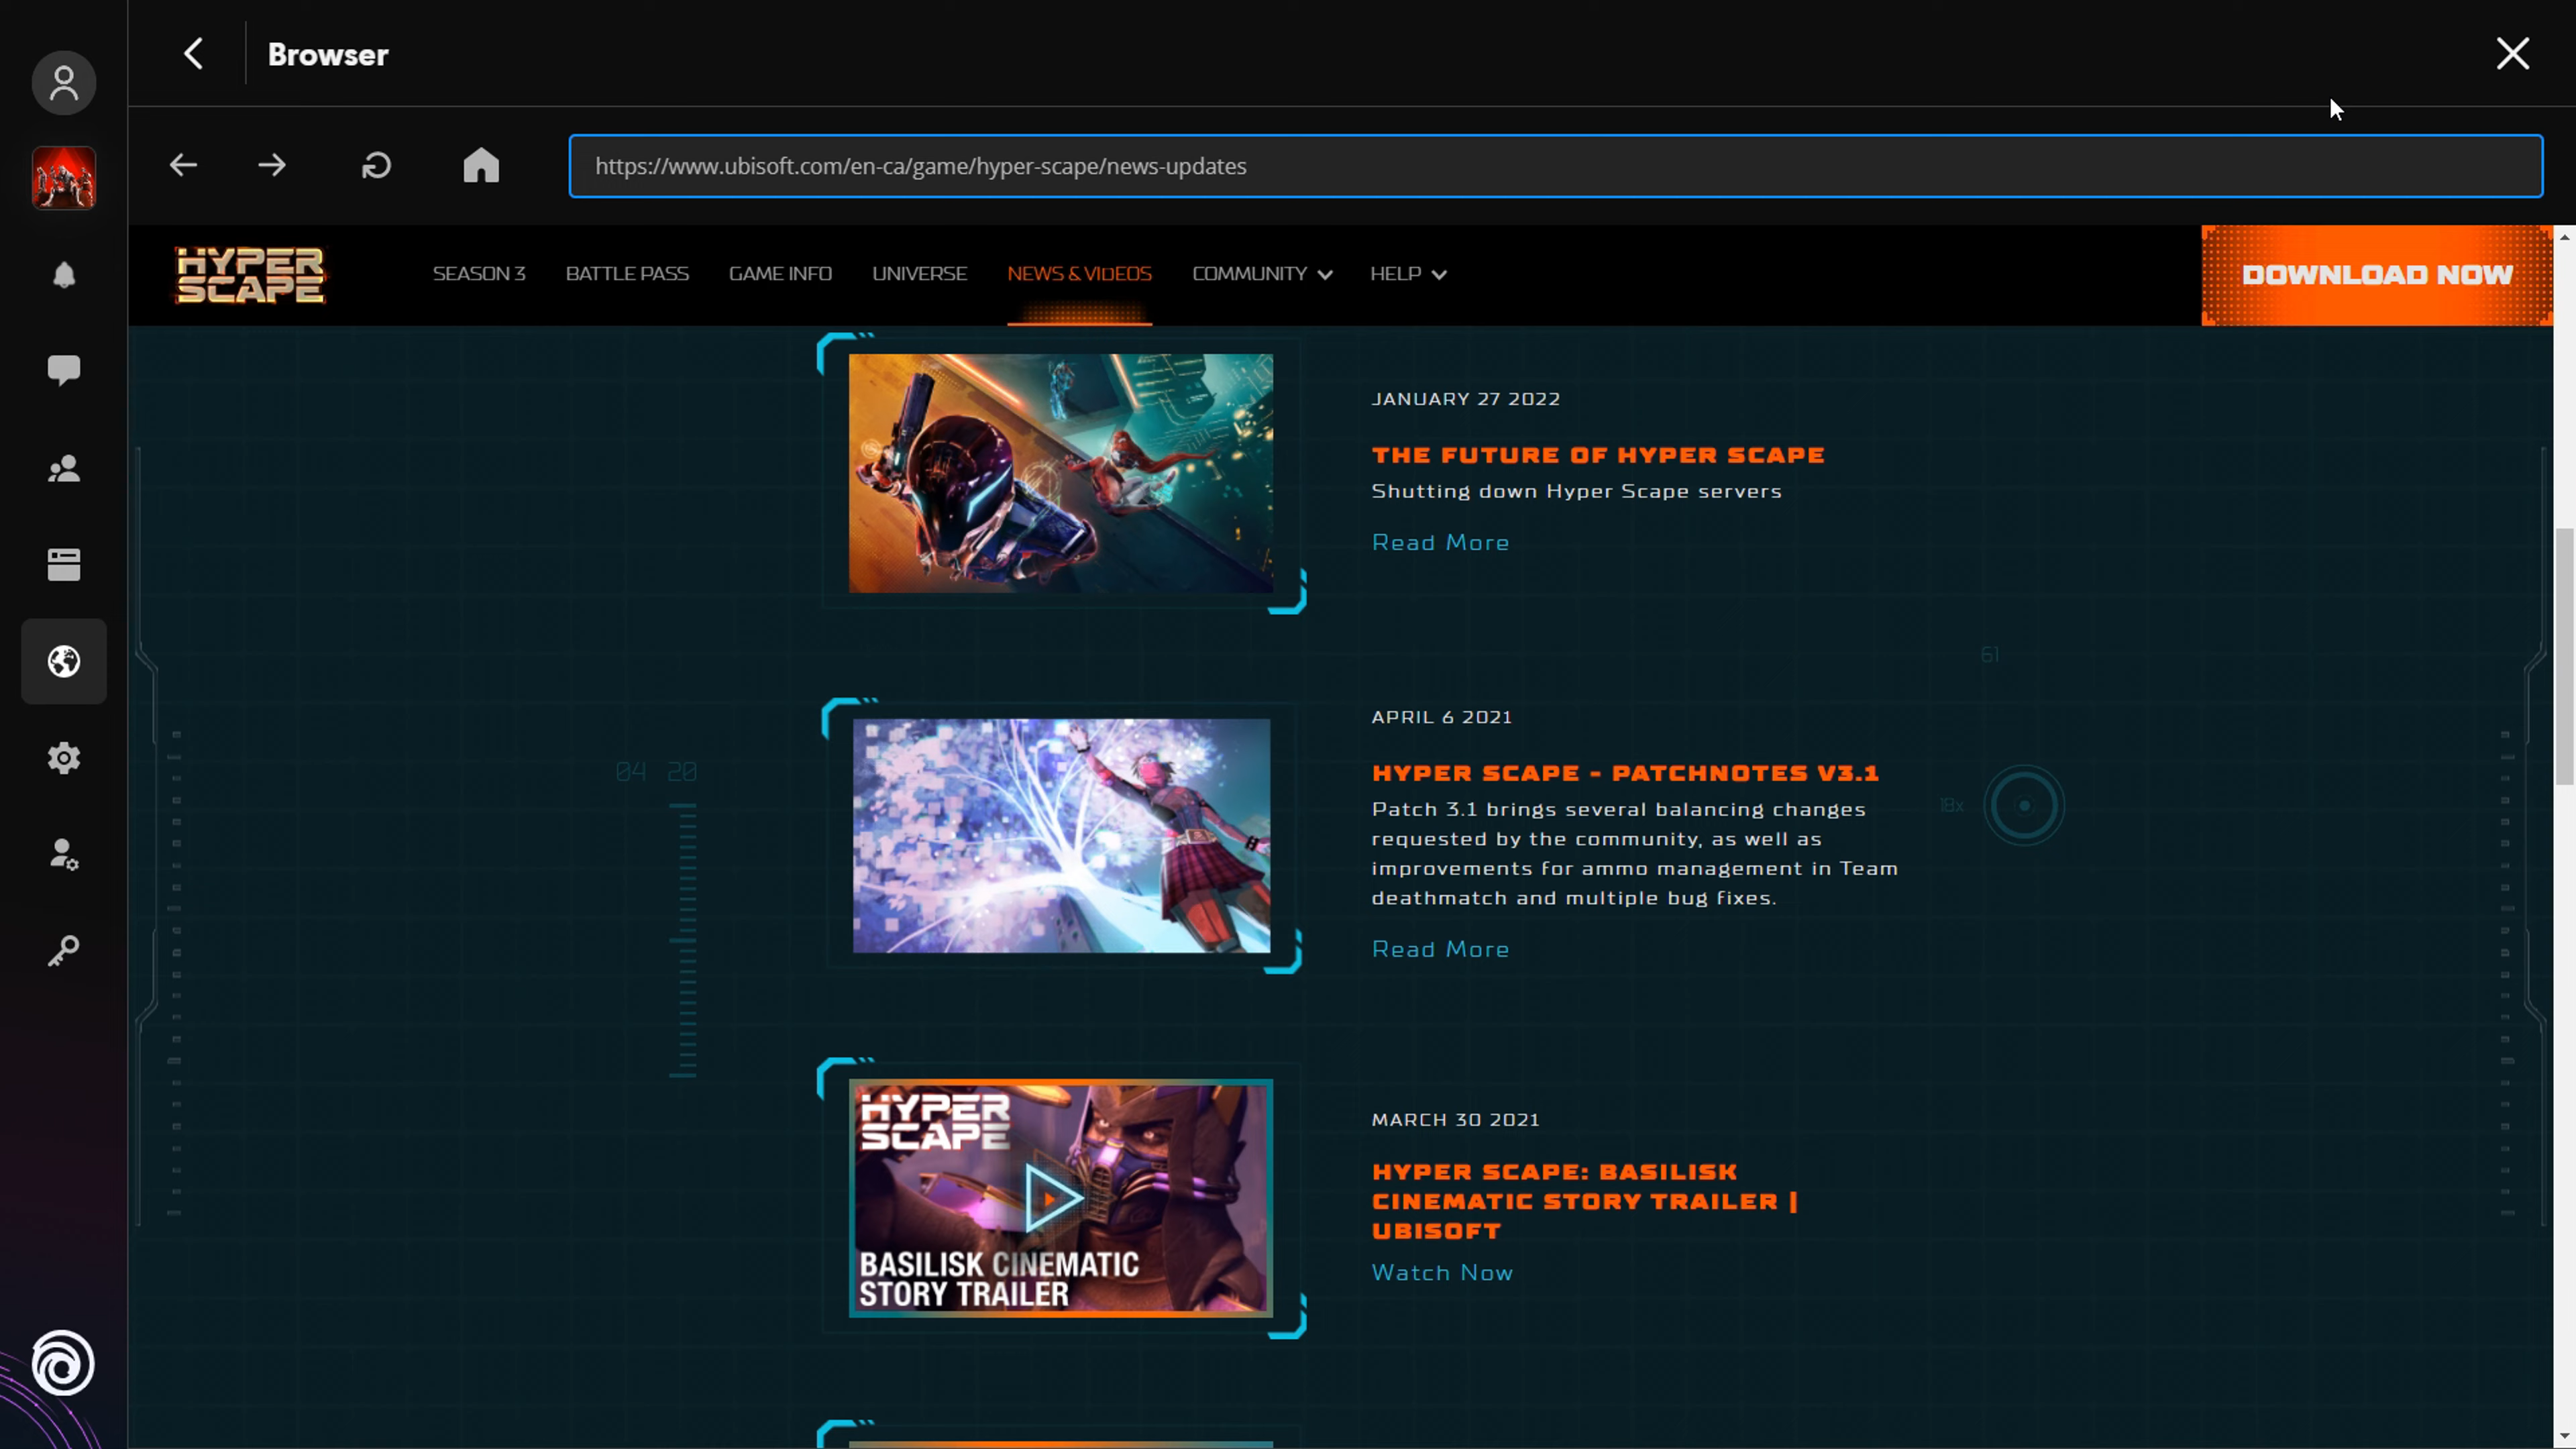 Browser
https://www.ubisoft.com/en-ca/game/hyper-scape/news-updates
HYPER
SCAPE
SEASON 3
BATTLE PASS
GAME INFO
UNIVERSE
NEWS & VIDEOS
COMMUNITY
HELP
DOWNLOAD NOW
JANUARY 27 2022
THE FUTURE OF HYPER SCAPE
Shutting down Hyper Scape servers
Read More
61
APRIL 6 2021
HYPER SCAPE - PATCHNOTES V3.1
Patch 3.1 brings several balancing changes
requested by the community, as well as
improvements for ammo management in Team
deathmatch and multiple bug fixes.
Read More
04 20
18x
HYPER
SCAPE
BASILISK CINEMATIC
STORY TRAILER
MARCH 30 2021
HYPER SCAPE: BASILISK
CINEMATIC STORY TRAILER |
UBISOFT
Watch Now